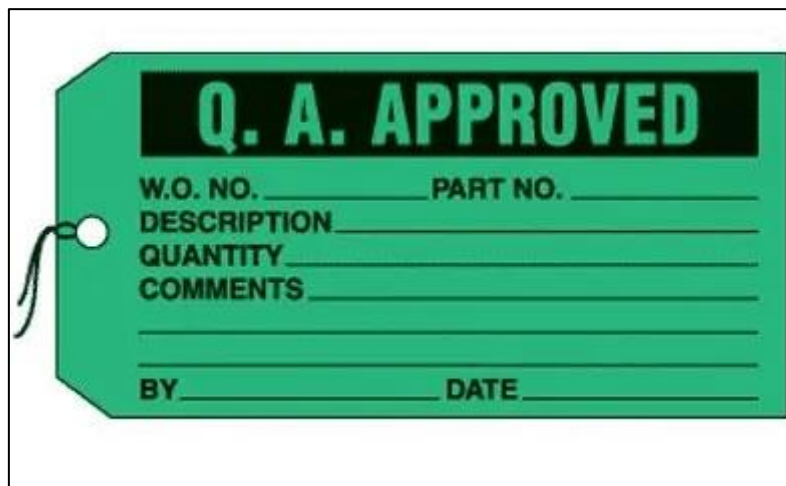 Q. A. APPROVED
W.O. NO. PART NO.
DESCRIPTION
QUANTITY
COMMENTS
BY DATE